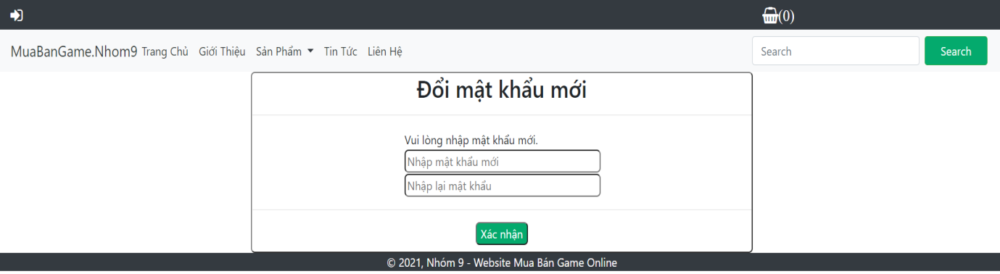 (0)
MuaBanGame.Nhom9 Trang Chủ Giới Thiệu Sản Phẩm Tin Tức Liên Hệ Search Search
Đổi mật khẩu mới
Vui lòng nhập mật khẩu mới.
Nhập mật khẩu mới
Nhập lại mật khẩu
Xác nhận
© 2021, Nhóm 9 - Website Mua Bán Game Online